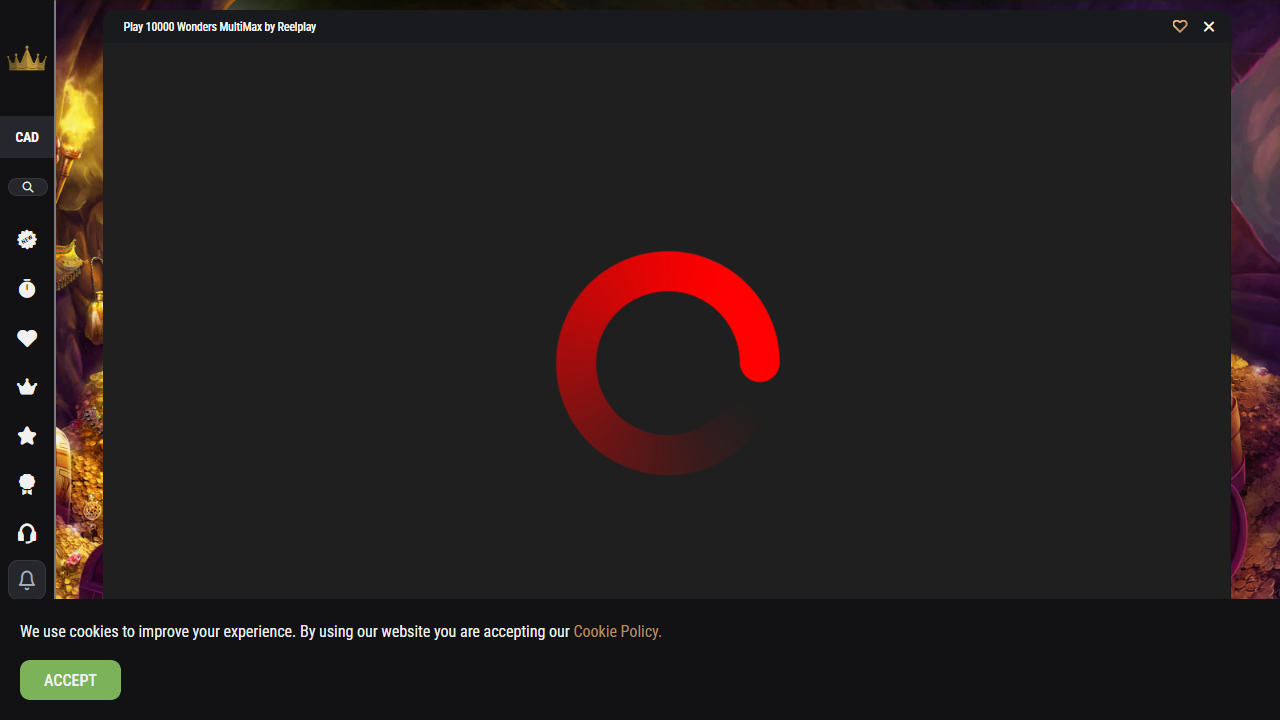 Play 10000 Wonders MultiMax by Reelplay
CAD
NEW
We use cookies to improve your experience. By using our website you are accepting our Cookie Policy.
ACCEPT